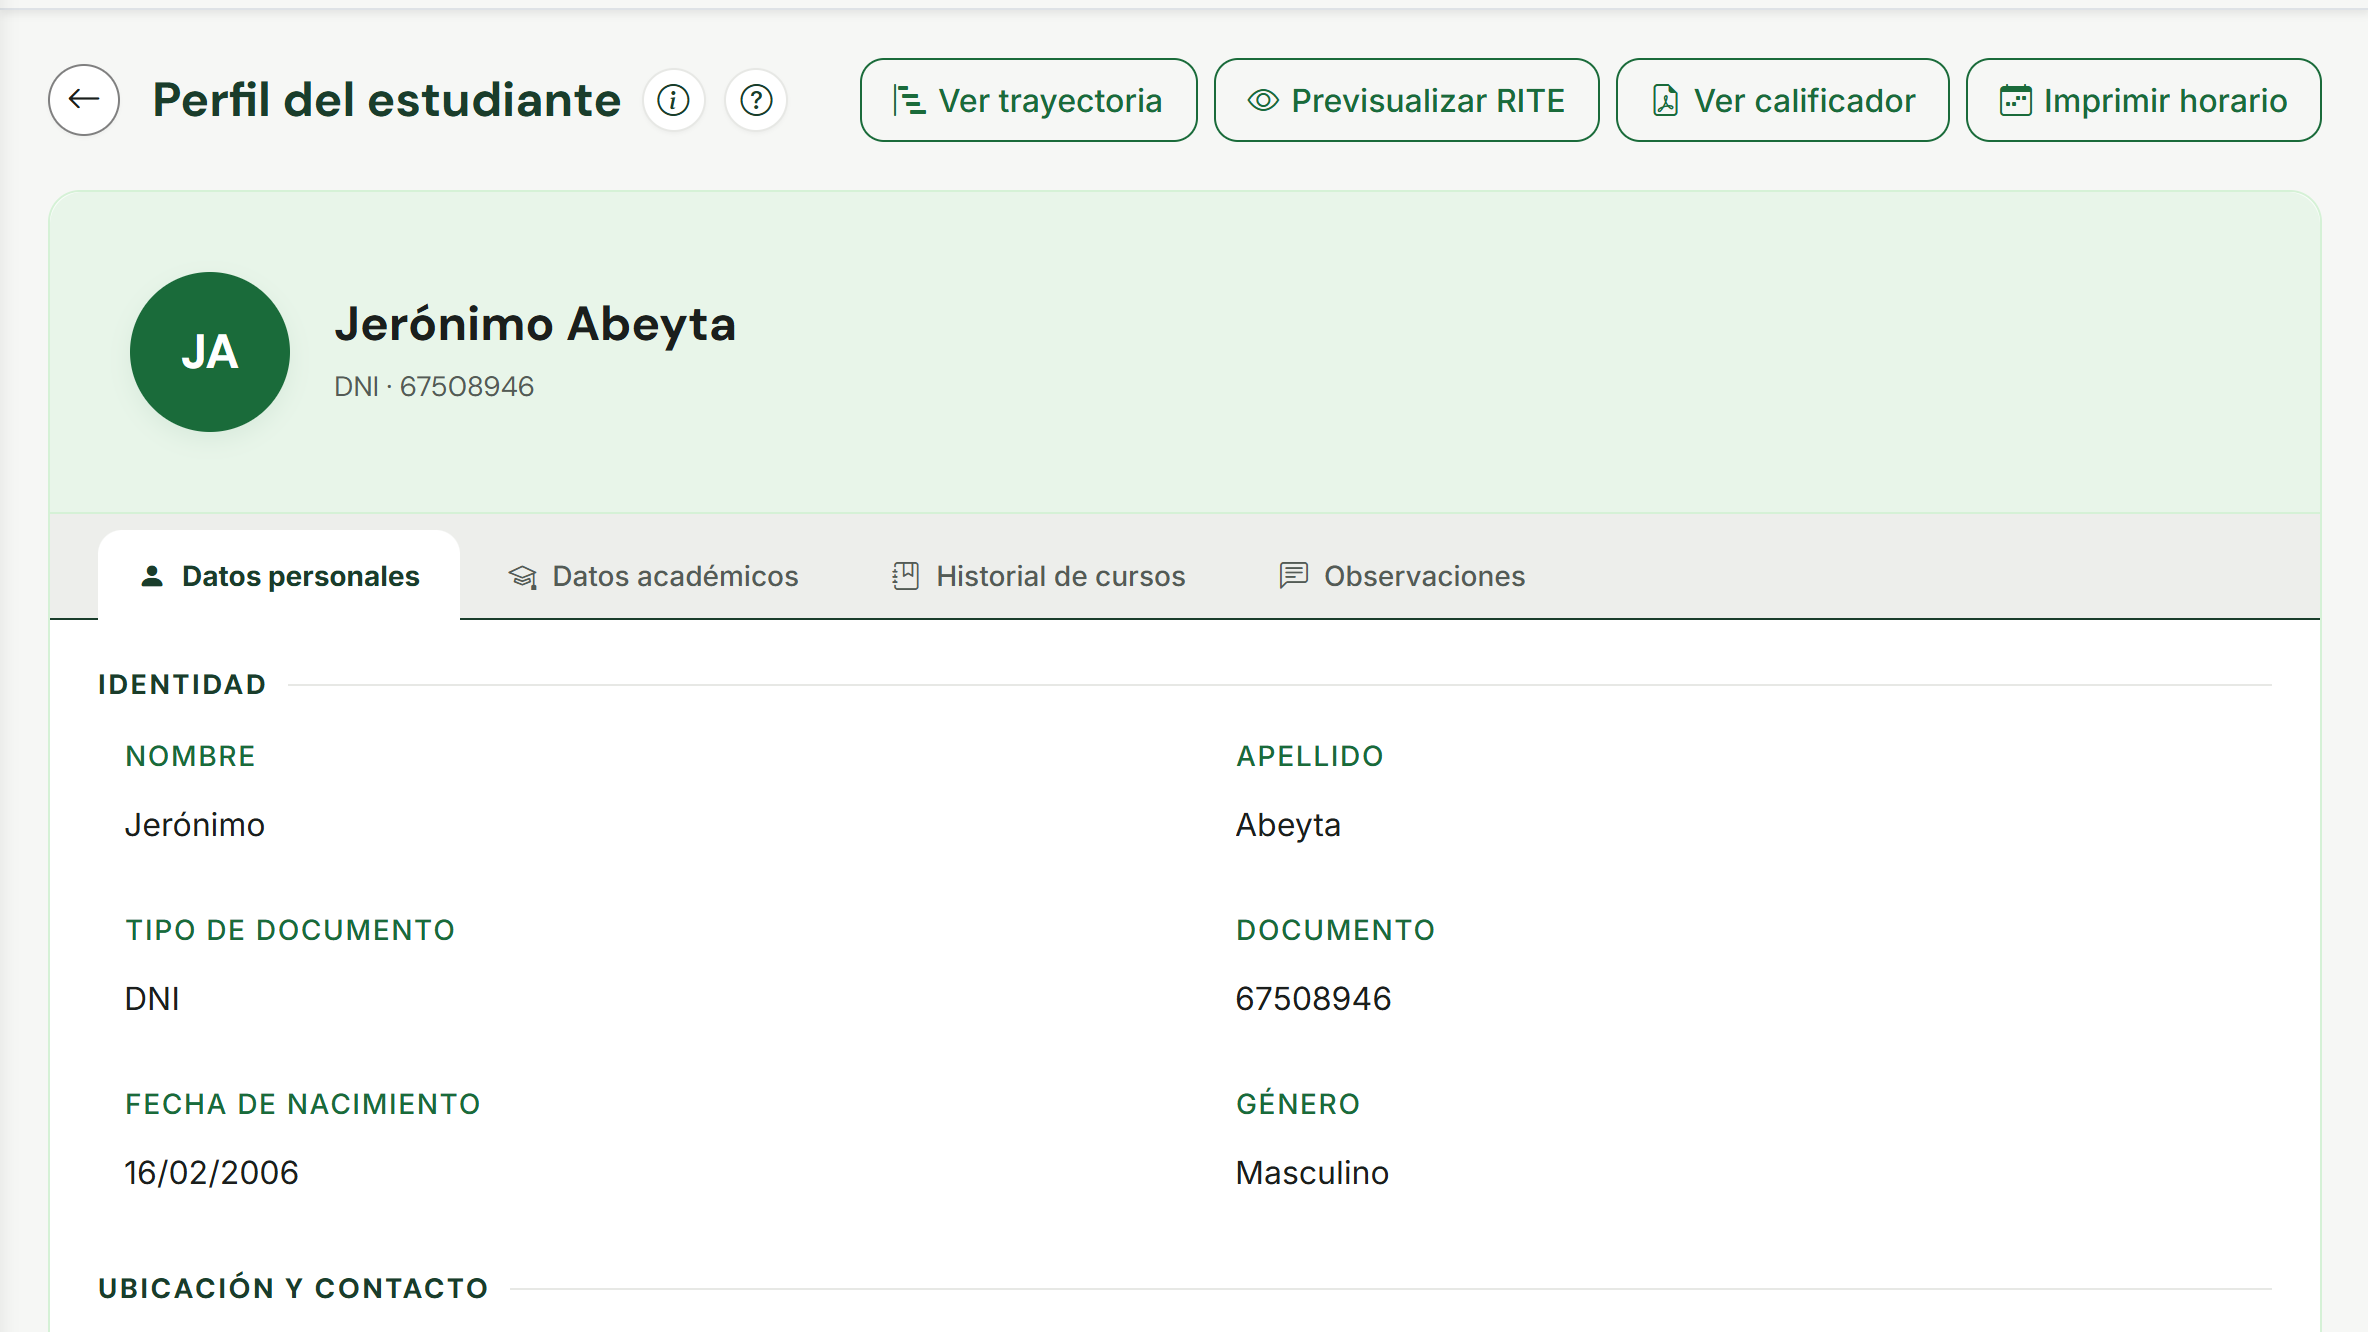 Perfil del estudiante
Ver trayectoria
Previsualizar RITE
Ver calificador
Imprimir horario
JA
Jerónimo Abeyta
DNI · 67508946
Datos personales
Datos académicos
Historial de cursos
Observaciones
IDENTIDAD
NOMBRE
Jerónimo
APELLIDO
Abeyta
TIPO DE DOCUMENTO
DNI
DOCUMENTO
67508946
FECHA DE NACIMIENTO
16/02/2006
GÉNERO
Masculino
UBICACIÓN Y CONTACTO